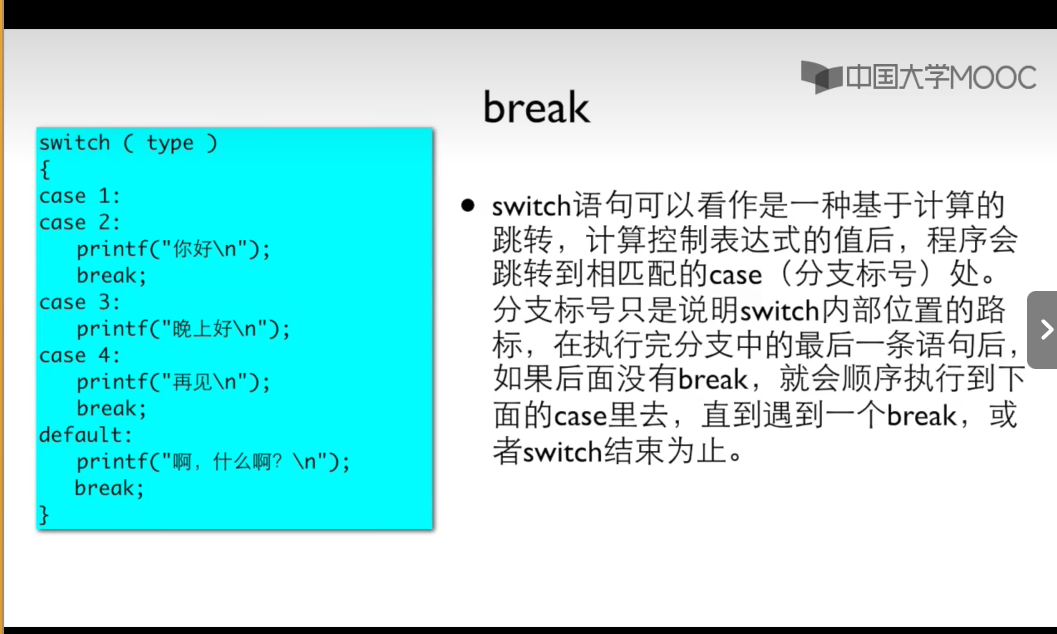 中国大学MOOC
break
switch ( type )
{
case 1:
case 2:
printf("你好\n");
break;
case 3:
printf("晚上好\n");
case 4:
printf("再见\n");
break;
default:
printf("啊，什么啊？\n");
break;
}
switch语句可以看作是一种基于计算的
跳转，计算控制表达式的值后，程序会
跳转到相匹配的case（分支标号）处。
分支标号只是说明switch内部位置的路
标，在执行完分支中的最后一条语句后，
如果后面没有break，就会顺序执行到下
面的case里去，直到遇到一个break，或
者switch结束为止。